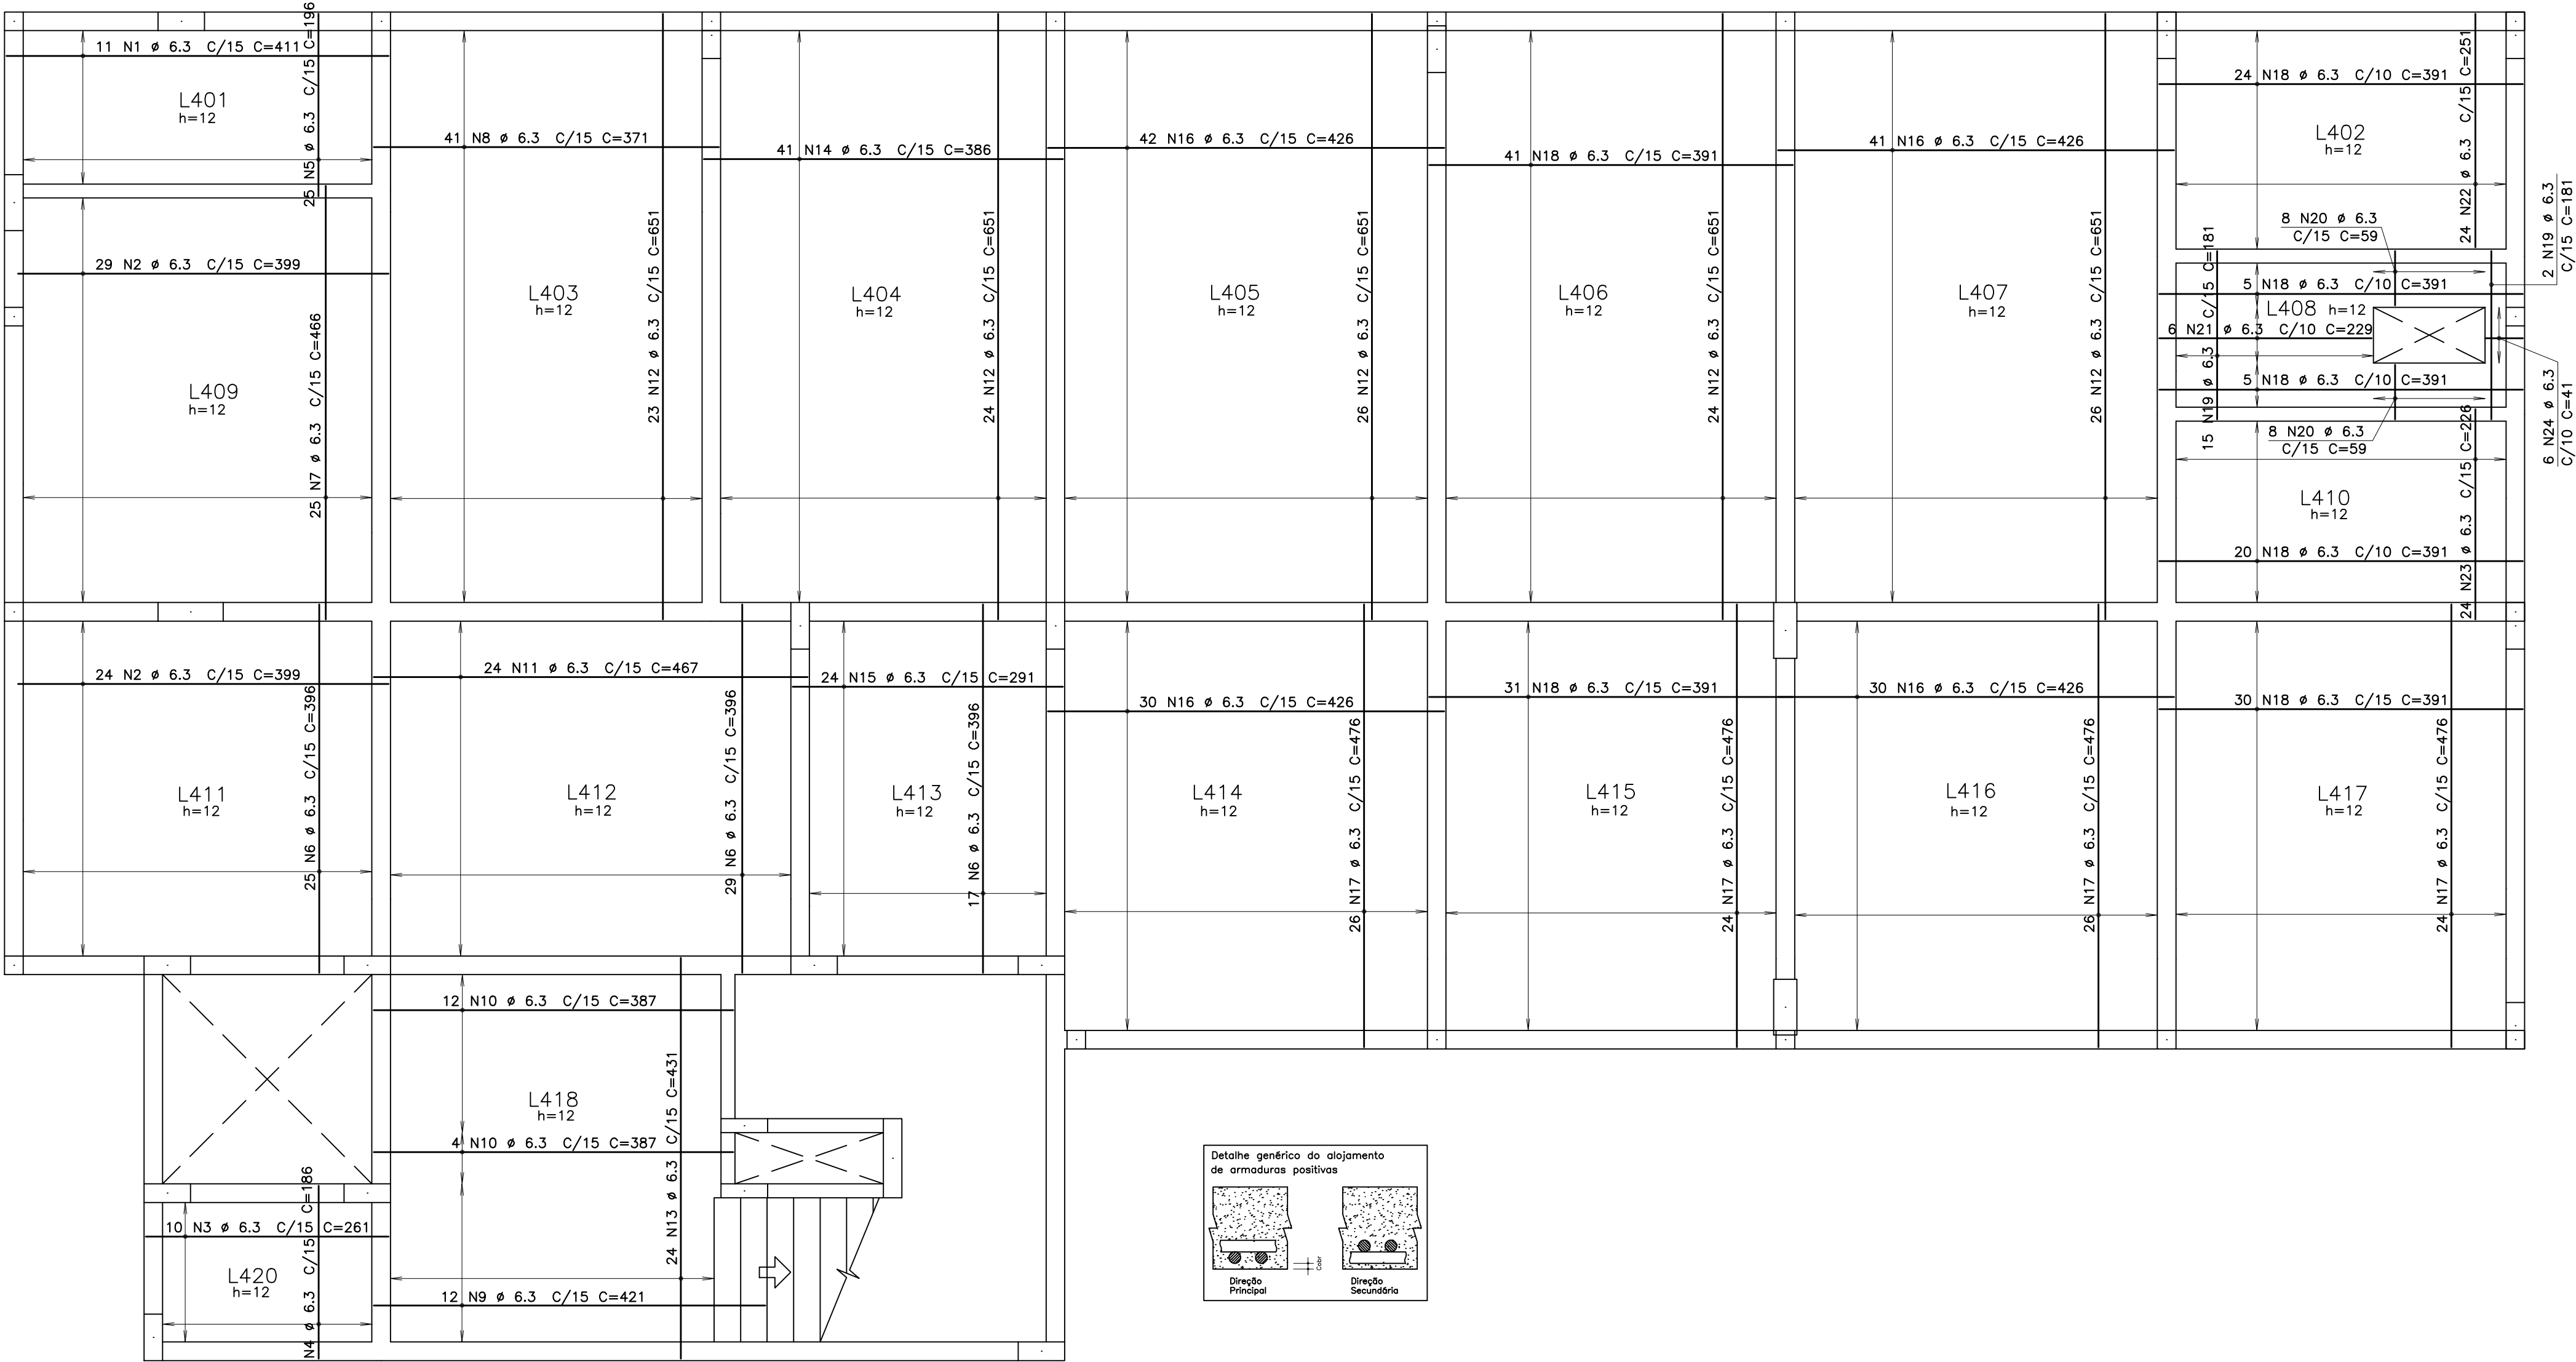 11 N1 ø 6.3 C/15 C=411
25 N5 ø 6.3 C/15 C=196
L401
h=12
41 N8 ø 6.3 C/15 C=371
41 N14 ø 6.3 C/15 C=386
42 N16 ø 6.3 C/15 C=426
41 N18 ø 6.3 C/15 C=391
41 N16 ø 6.3 C/15 C=426
24 N18 ø 6.3 C/10 C=391
24 N22 ø 6.3 C/15 C=251
L402
h=12
29 N2 ø 6.3 C/15 C=399
25 N7 ø 6.3 C/15 C=466
L409
h=12
L403
h=12
23 N12 ø 6.3 C/15 C=651
L404
h=12
24 N12 ø 6.3 C/15 C=651
L405
h=12
26 N12 ø 6.3 C/15 C=651
L406
h=12
24 N12 ø 6.3 C/15 C=651
L407
h=12
26 N12 ø 6.3 C/15 C=651
8 N20 ø 6.3
C/15 C=59
2 N19 ø 6.3
C/15 C=181
15 N19 ø 6.3 C/15 C=181
5 N18 ø 6.3 C/10 C=391
L408 h=12
6 N21 ø 6.3 C/10 C=229
5 N18 ø 6.3 C/10 C=391
6 N24 ø 6.3
C/10 C=41
8 N20 ø 6.3
C/15 C=59
24 N23 ø 6.3 C/15 C=226
L410
h=12
20 N18 ø 6.3 C/10 C=391
24 N2 ø 6.3 C/15 C=399
25 N6 ø 6.3 C/15 C=396
L411
h=12
24 N11 ø 6.3 C/15 C=467
29 N6 ø 6.3 C/15 C=396
L412
h=12
24 N15 ø 6.3 C/15 C=291
17 N6 ø 6.3 C/15 C=396
L413
h=12
30 N16 ø 6.3 C/15 C=426
26 N17 ø 6.3 C/15 C=476
L414
h=12
31 N18 ø 6.3 C/15 C=391
24 N17 ø 6.3 C/15 C=476
L415
h=12
30 N16 ø 6.3 C/15 C=426
26 N17 ø 6.3 C/15 C=476
L416
h=12
30 N18 ø 6.3 C/15 C=391
24 N17 ø 6.3 C/15 C=476
L417
h=12
12 N10 ø 6.3 C/15 C=387
24 N13 ø 6.3 C/15 C=431
L418
h=12
4 N10 ø 6.3 C/15 C=387
12 N9 ø 6.3 C/15 C=421
10 N3 ø 6.3 C/15 C=261
N4 ø 6.3 C/15 C=186
L420
h=12
Detalhe genérico do alojamento
de armaduras positivas
Cobr
Direção
Principal
Direção
Secundária